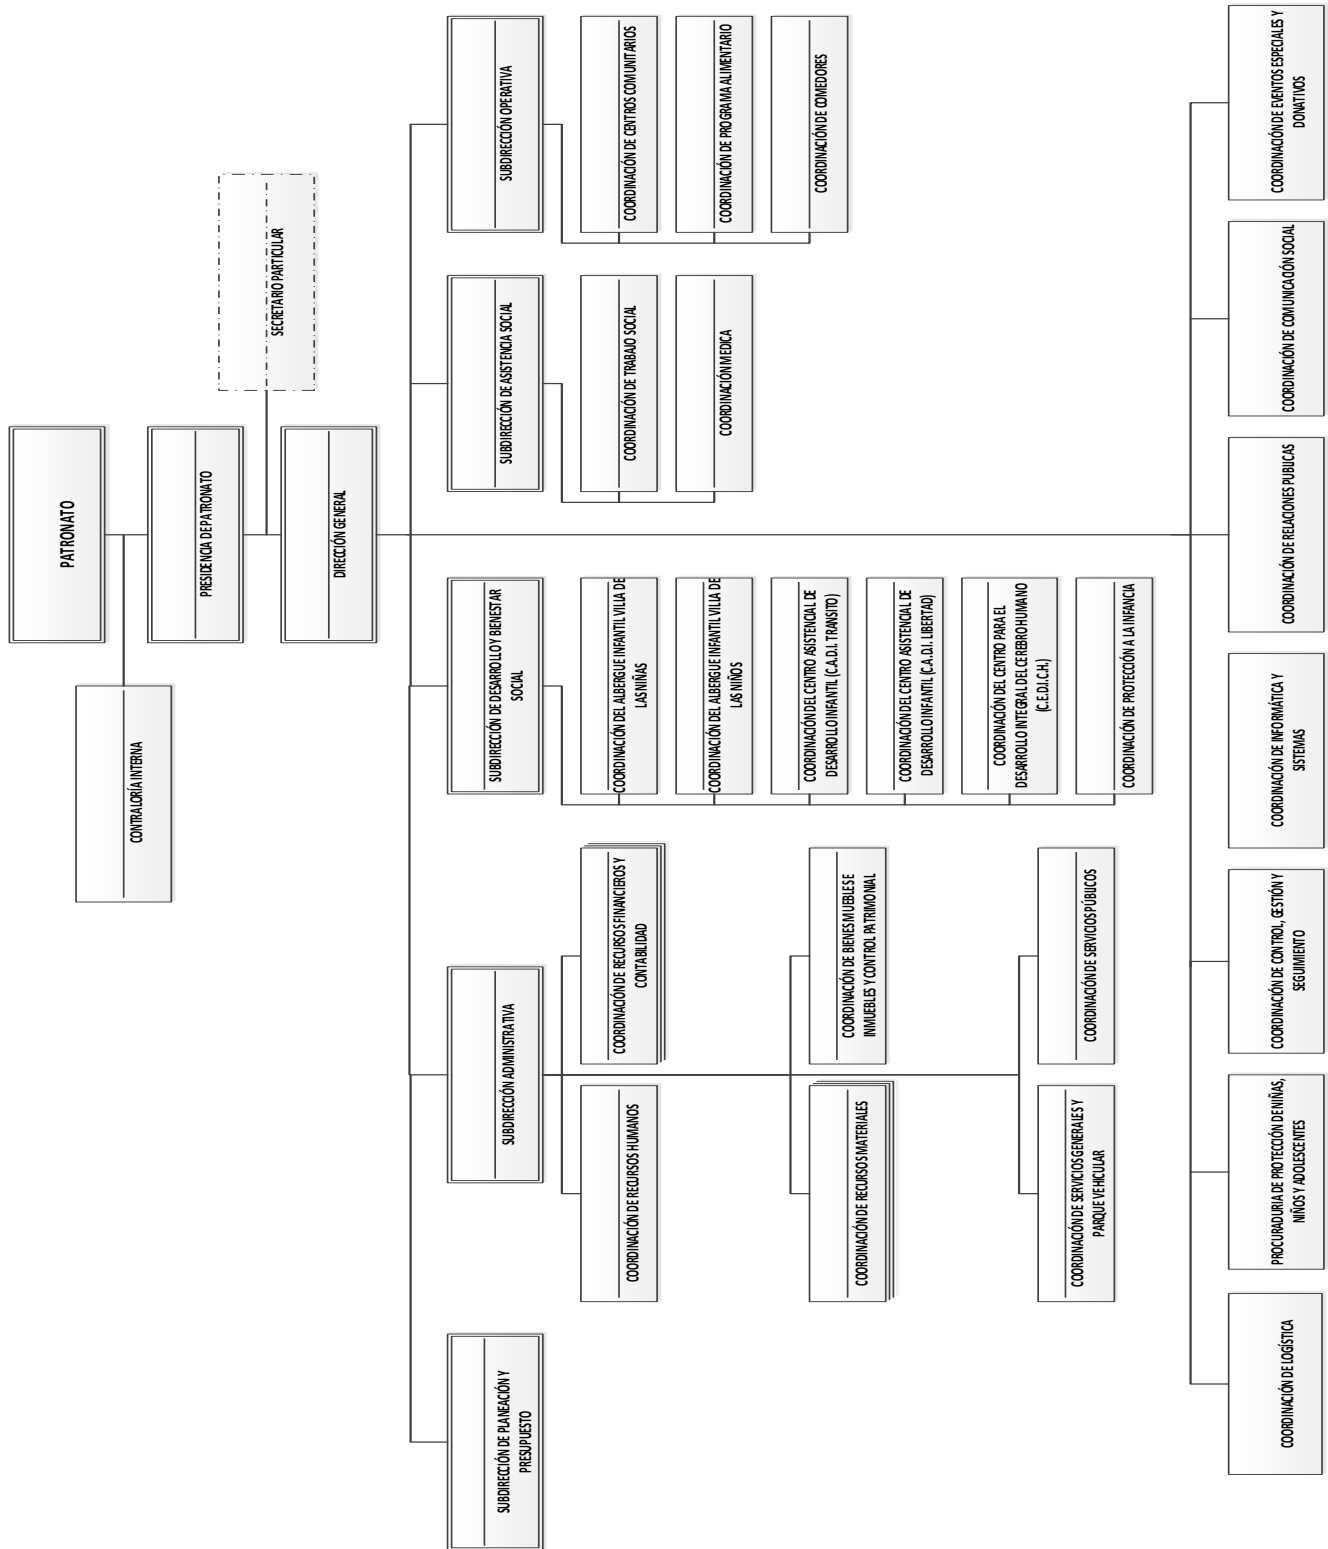 PATRONATO
CONTRALORÍA INTERNA
PRESIDENCIA DE PATRONATO
SECRETARIO PARTICULAR
DIRECCIÓN GENERAL
SUBDIRECCIÓN DE PLANEACIÓN Y
PRESUPUESTO
SUBDIRECCIÓN ADMINISTRATIVA
SUBDIRECCIÓN DE DESARROLLO Y BIENESTAR
SOCIAL
SUBDIRECCIÓN DE ASISTENCIA SOCIAL
SUBDIRECCIÓN OPERATIVA
COORDINACIÓN DE RECURSOS HUMANOS
COORDINACIÓN DE RECURSOS FINANCIEROS Y
CONTABILIDAD
COORDINACIÓN DE RECURSOS MATERIALES
COORDINACIÓN DE BIENES MUEBLES E
INMUEBLES Y CONTROL PATRIMONIAL
COORDINACIÓN DE SERVICIOS GENERALES Y
PARQUE VEHICULAR
COORDINACIÓN DE SERVICIOS PÚBLICOS
COORDINACIÓN DEL ALBERGUE INFANTIL VILLA DE
LAS NIÑAS
COORDINACIÓN DEL ALBERGUE INFANTIL VILLA DE
LAS NIÑOS
COORDINACIÓN DEL CENTRO ASISTENCIAL DE
DESARROLLO INFANTIL (C.A.D.I. TRANSITO)
COORDINACIÓN DEL CENTRO ASISTENCIAL DE
DESARROLLO INFANTIL (C.A.D.I. LIBERTAD)
COORDINACIÓN DEL CENTRO PARA EL
DESARROLLO INTEGRAL DEL CEREBRO HUMANO
(C.E.D.I.C.H.)
COORDINACIÓN DE PROTECCIÓN A LA INFANCIA
COORDINACIÓN DE TRABAJO SOCIAL
COORDINACIÓN MEDICA
COORDINACIÓN DE CENTROS COMUNITARIOS
COORDINACIÓN DE PROGRAMA ALIMENTARIO
COORDINACIÓN DE COMEDORES
COORDINACIÓN DE LOGÍSTICA
PROCURADURIA DE PROTECCIÓN DE NIÑAS,
NIÑOS Y ADOLESCENTES
COORDINACIÓN DE CONTROL, GESTIÓN Y
SEGUIMIENTO
COORDINACIÓN DE INFORMÁTICA Y
SISTEMAS
COORDINACIÓN DE RELACIONES PUBLICAS
COORDINACIÓN DE COMUNICACIÓN SOCIAL
COORDINACIÓN DE EVENTOS ESPECIALES Y
DONATIVOS